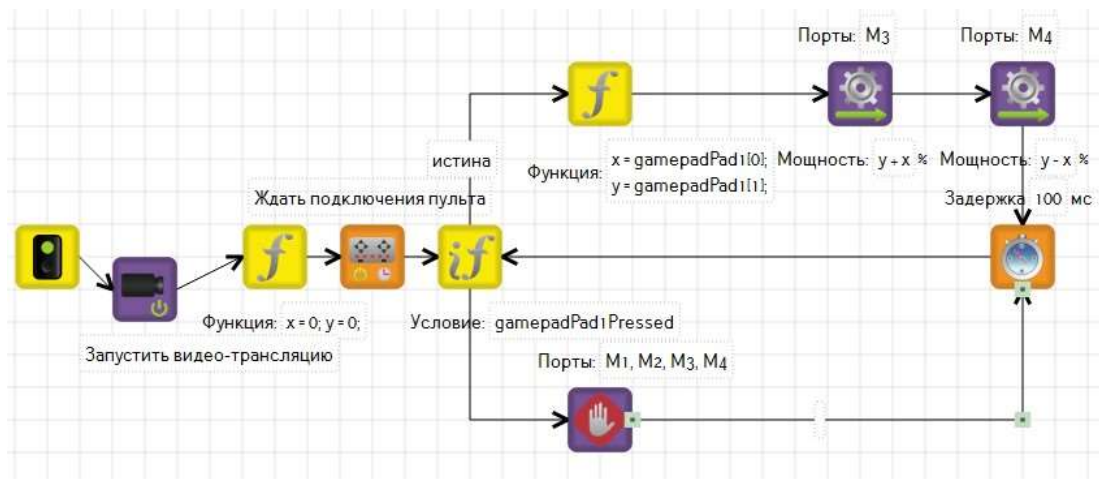 Порты: M3
Порты: M4
истина
Функция: x = gamepadPad1[0];
y = gamepadPad1[1];
Мощность: y + x %
Мощность: y - x %
Задержка 100 мс
Ждать подключения пульта
Функция: x = 0; y = 0;
Условие: gamepadPad1Pressed
Запустить видео-трансляцию
Порты: M1, M2, M3, M4